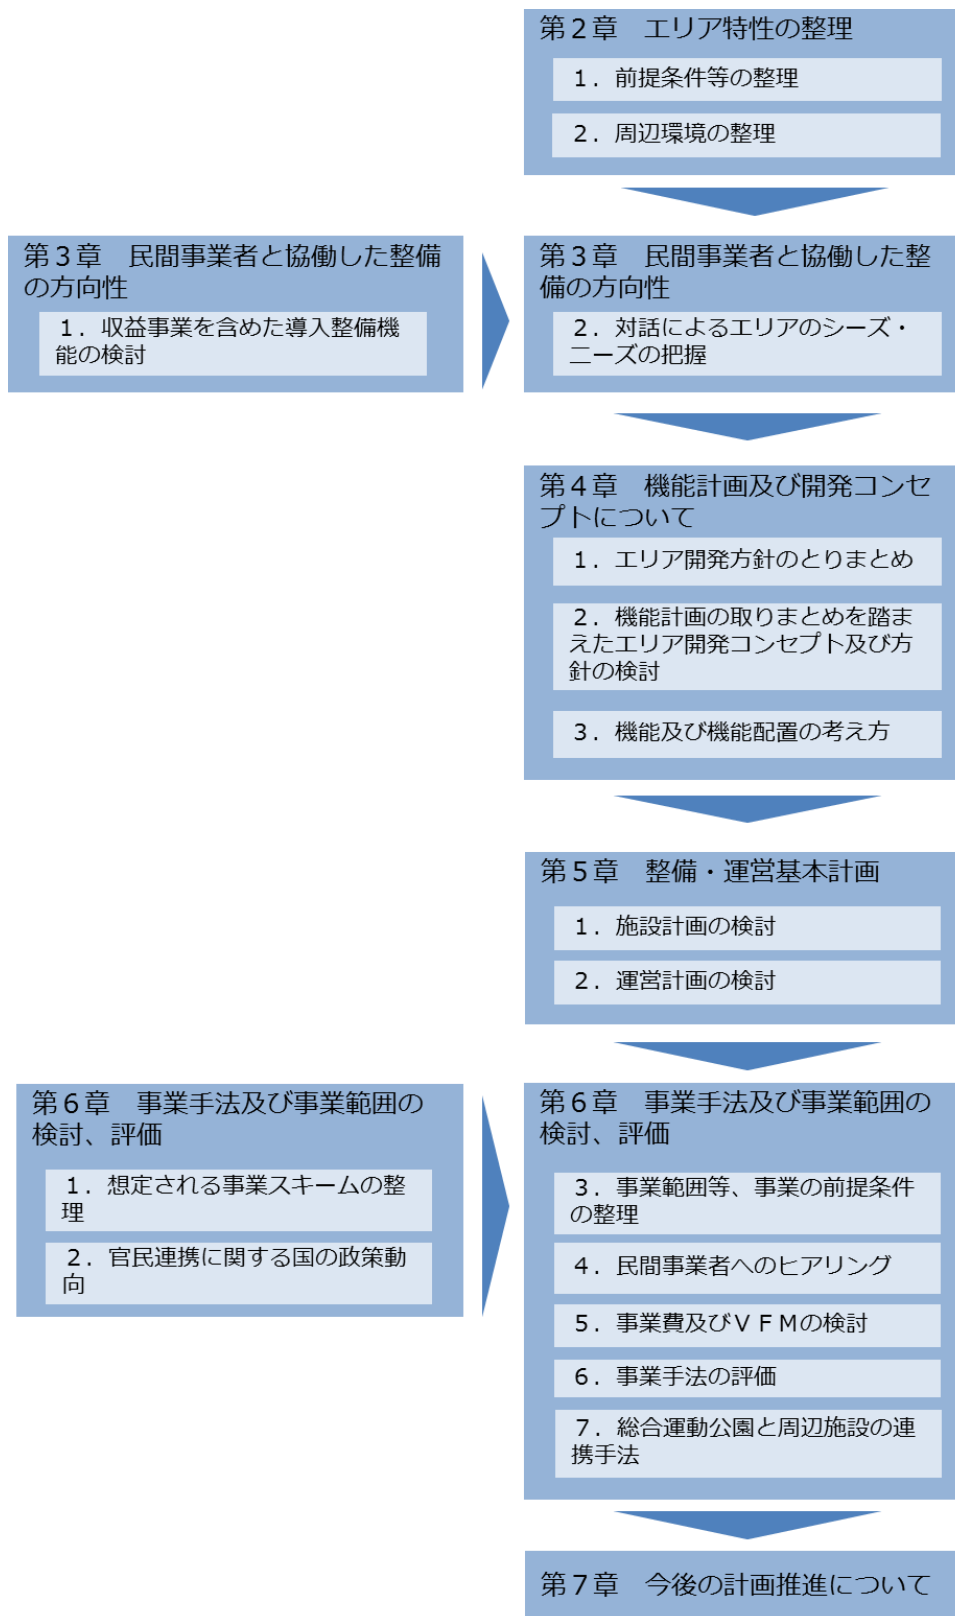 第２章　エリア特性の整理
１．前提条件等の整理
２．周辺環境の整理
第３章　民間事業者と協働した整備
の方向性
１．収益事業を含めた導入整備機
能の検討
第３章　民間事業者と協働した整
備の方向性
２．対話によるエリアのシーズ・
ニーズの把握
第４章　機能計画及び開発コンセ
プトについて
１．エリア開発方針のとりまとめ
２．機能計画の取りまとめを踏ま
えたエリア開発コンセプト及び方
針の検討
３．機能及び機能配置の考え方
第５章　整備・運営基本計画
１．施設計画の検討
２．運営計画の検討
第６章　事業手法及び事業範囲の
検討、評価
１．想定される事業スキームの整
理
２．官民連携に関する国の政策動
向
第６章　事業手法及び事業範囲の
検討、評価
３．事業範囲等、事業の前提条件
の整理
４．民間事業者へのヒアリング
５．事業費及びＶＦＭの検討
６．事業手法の評価
７．総合運動公園と周辺施設の連
携手法
第７章　今後の計画推進について